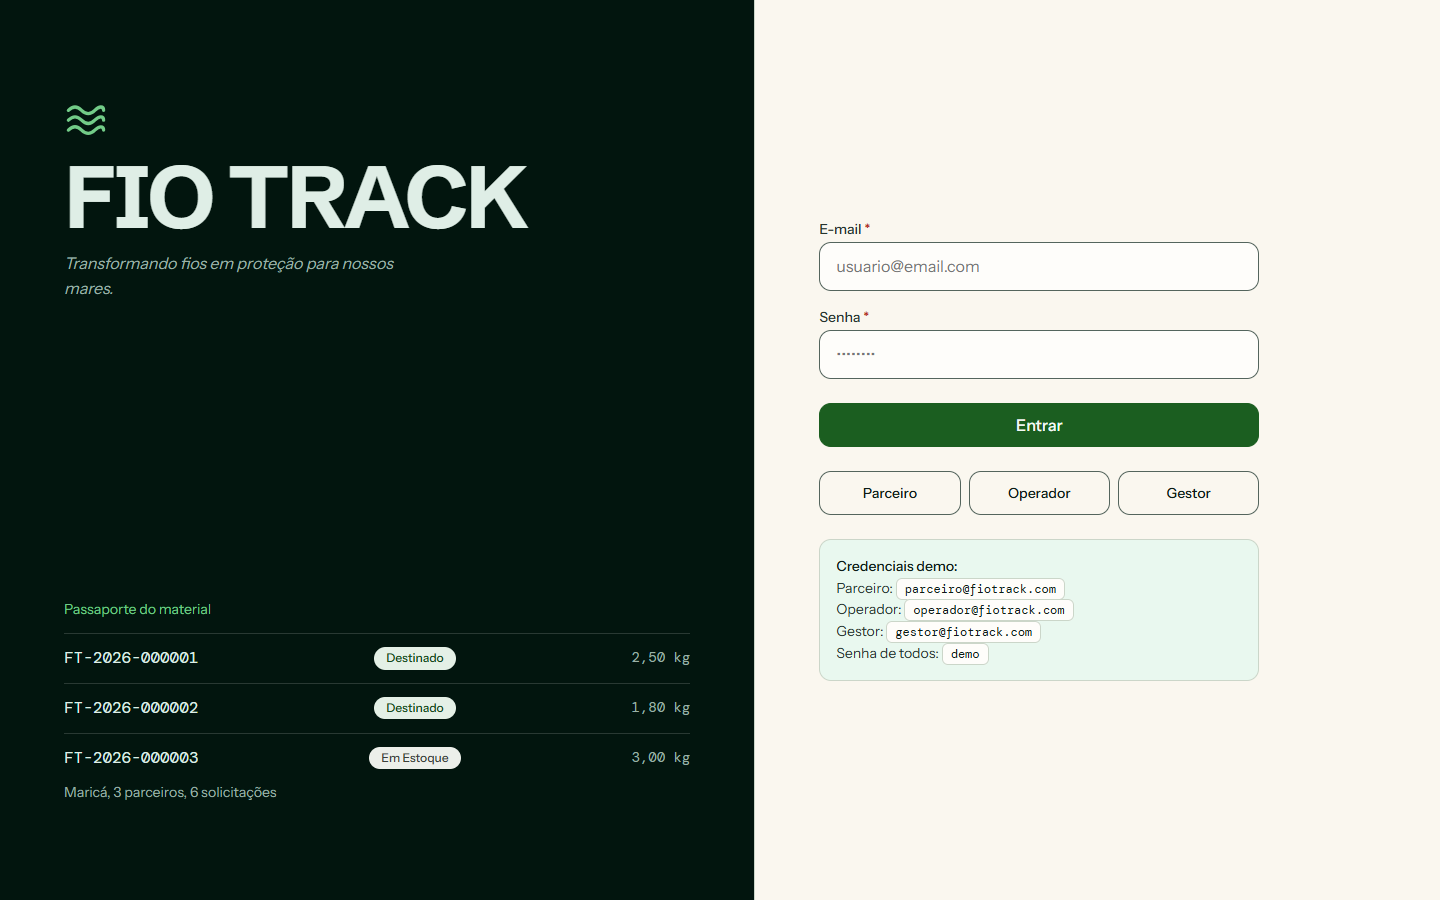 FIO TRACK
Transformando fios em proteção para nossos
mares.
Passaporte do material
FT-2026-000001 Destinado 2,50 kg
FT-2026-000002 Destinado 1,80 kg
FT-2026-000003 Em Estoque 3,00 kg
Maricá, 3 parceiros, 6 solicitações
E-mail *
usuario@email.com
Senha *
••••••••
Entrar
Parceiro Operador Gestor
Credenciais demo:
Parceiro: parceiro@fiotrack.com
Operador: operador@fiotrack.com
Gestor: gestor@fiotrack.com
Senha de todos: demo